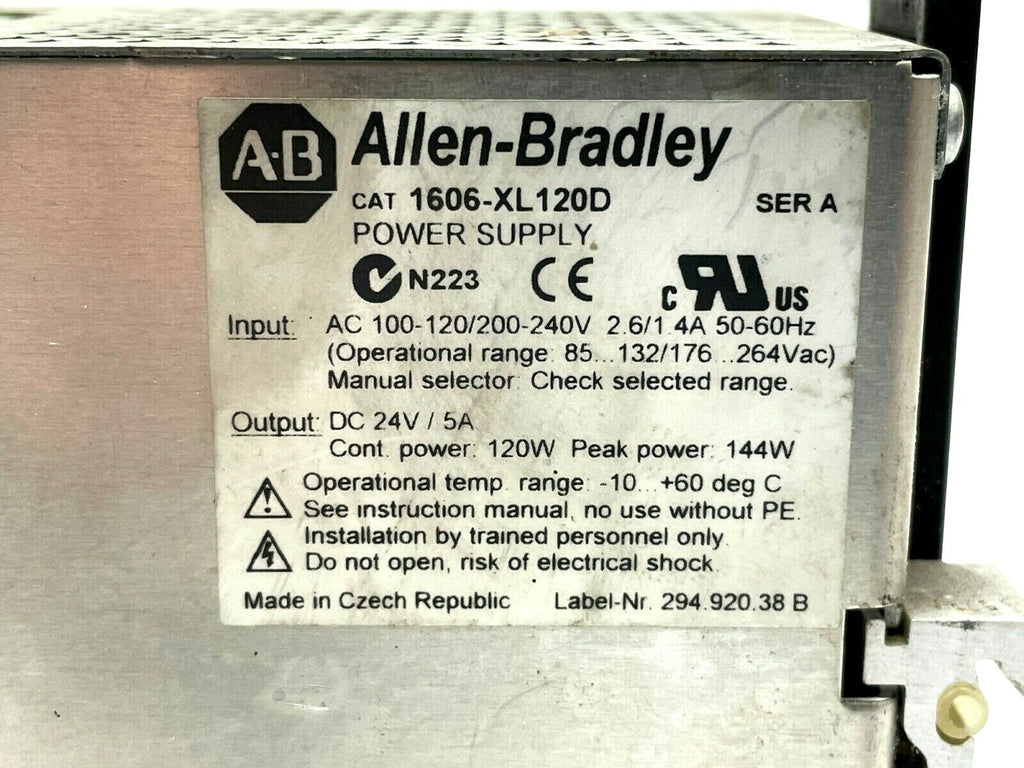 A-B Allen-Bradley
CAT 1606-XL120D SER A
POWER SUPPLY
N223 CE c RU US
Input: AC 100-120/200-240V 2.6/1.4A 50-60Hz
(Operational range: 85...132/176...264Vac)
Manual selector: Check selected range.
Output: DC 24V / 5A
Cont. power: 120W Peak power: 144W
Operational temp. range: -10...+60 deg C
See instruction manual, no use without PE.
Installation by trained personnel only.
Do not open, risk of electrical shock.
Made in Czech Republic Label-Nr. 294.920.38 B